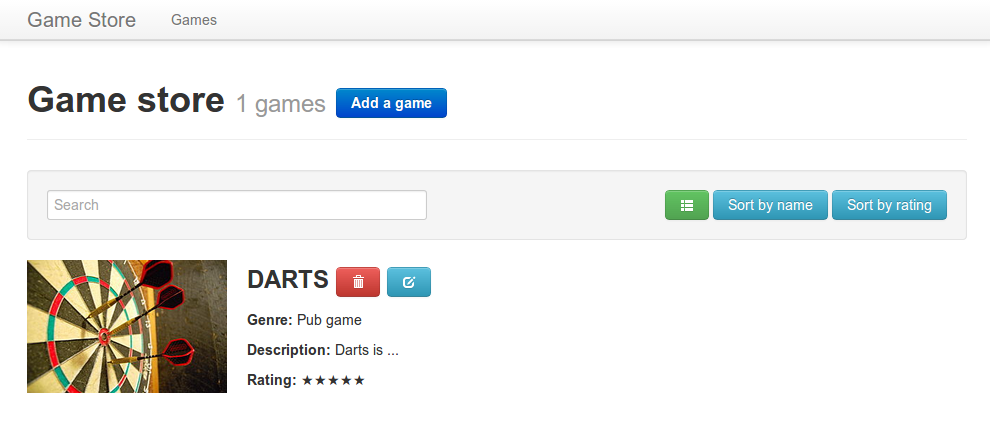 Game Store Games
Game store 1 games Add a game
Search Sort by name Sort by rating
DARTS
Genre: Pub game
Description: Darts is ...
Rating: ★★★★★